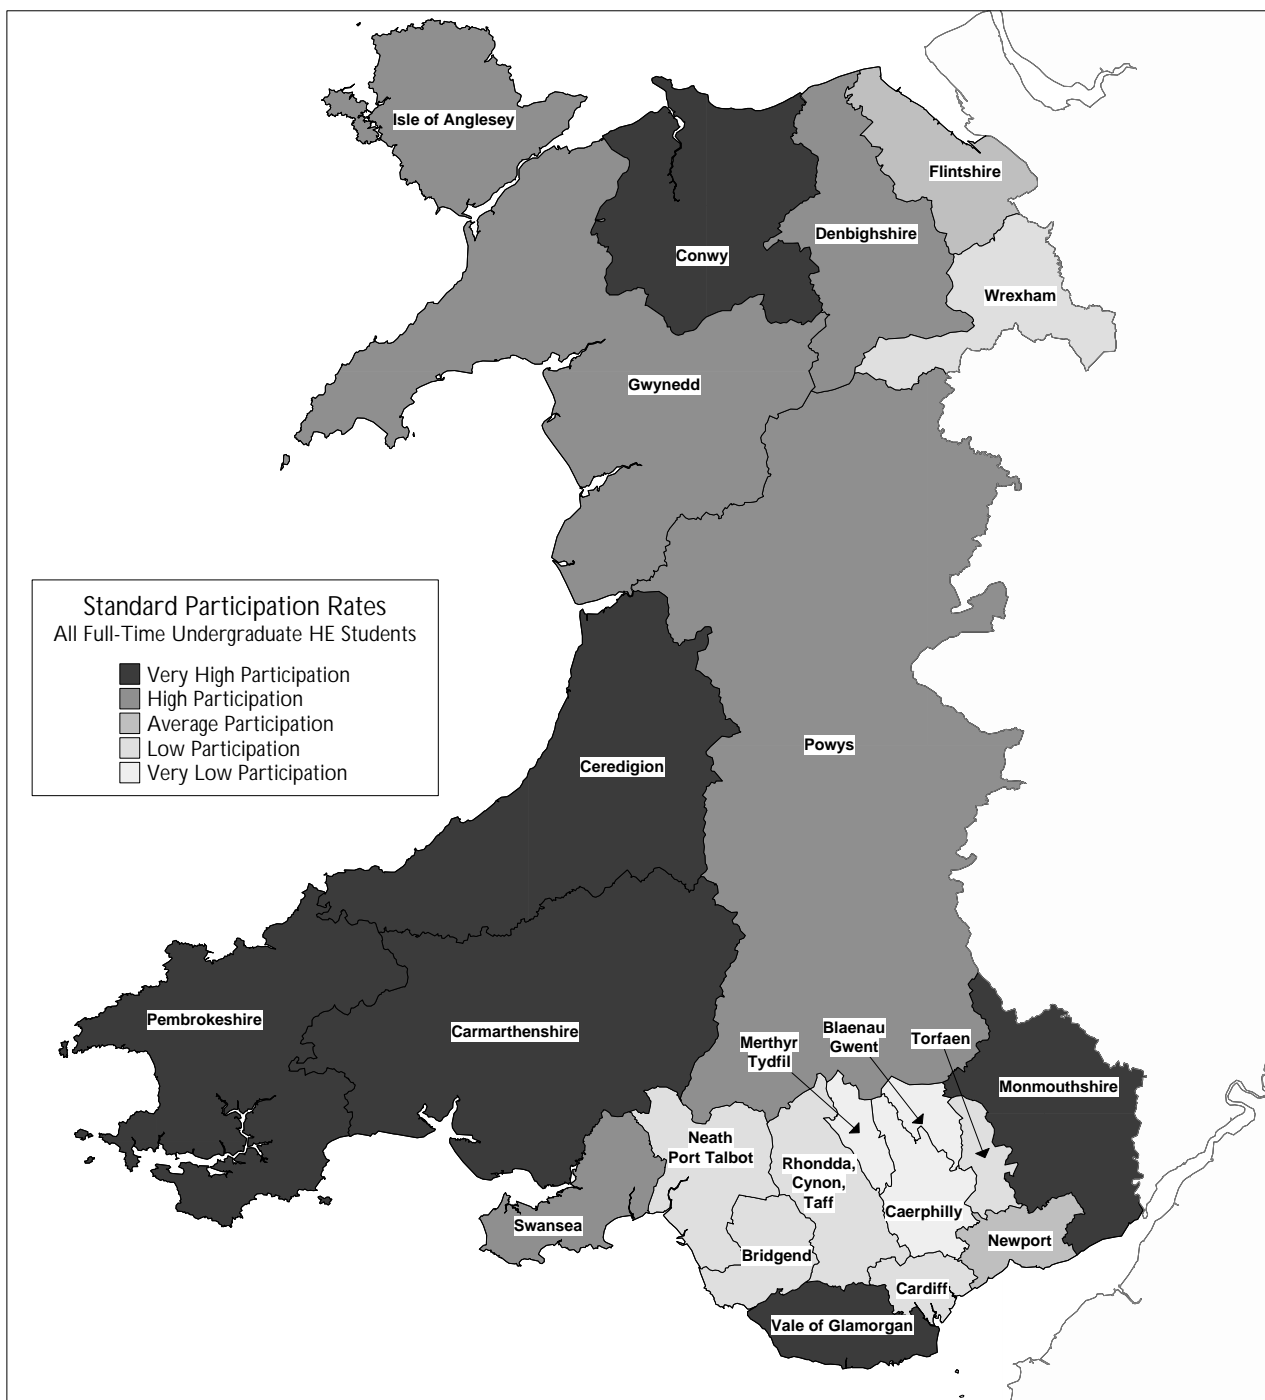 Isle of Anglesey
Flintshire
Denbighshire
Conwy
Wrexham
Gwynedd
Standard Participation Rates
All Full-Time Undergraduate HE Students
Very High Participation
High Participation
Average Participation
Low Participation
Very Low Participation
Powys
Ceredigion
Pembrokeshire
Carmarthenshire
Merthyr
Tydfil
Blaenau
Gwent
Torfaen
Monmouthshire
Neath
Port Talbot
Rhondda,
Cynon,
Taff
Caerphilly
Swansea
Newport
Bridgend
Cardiff
Vale of Glamorgan